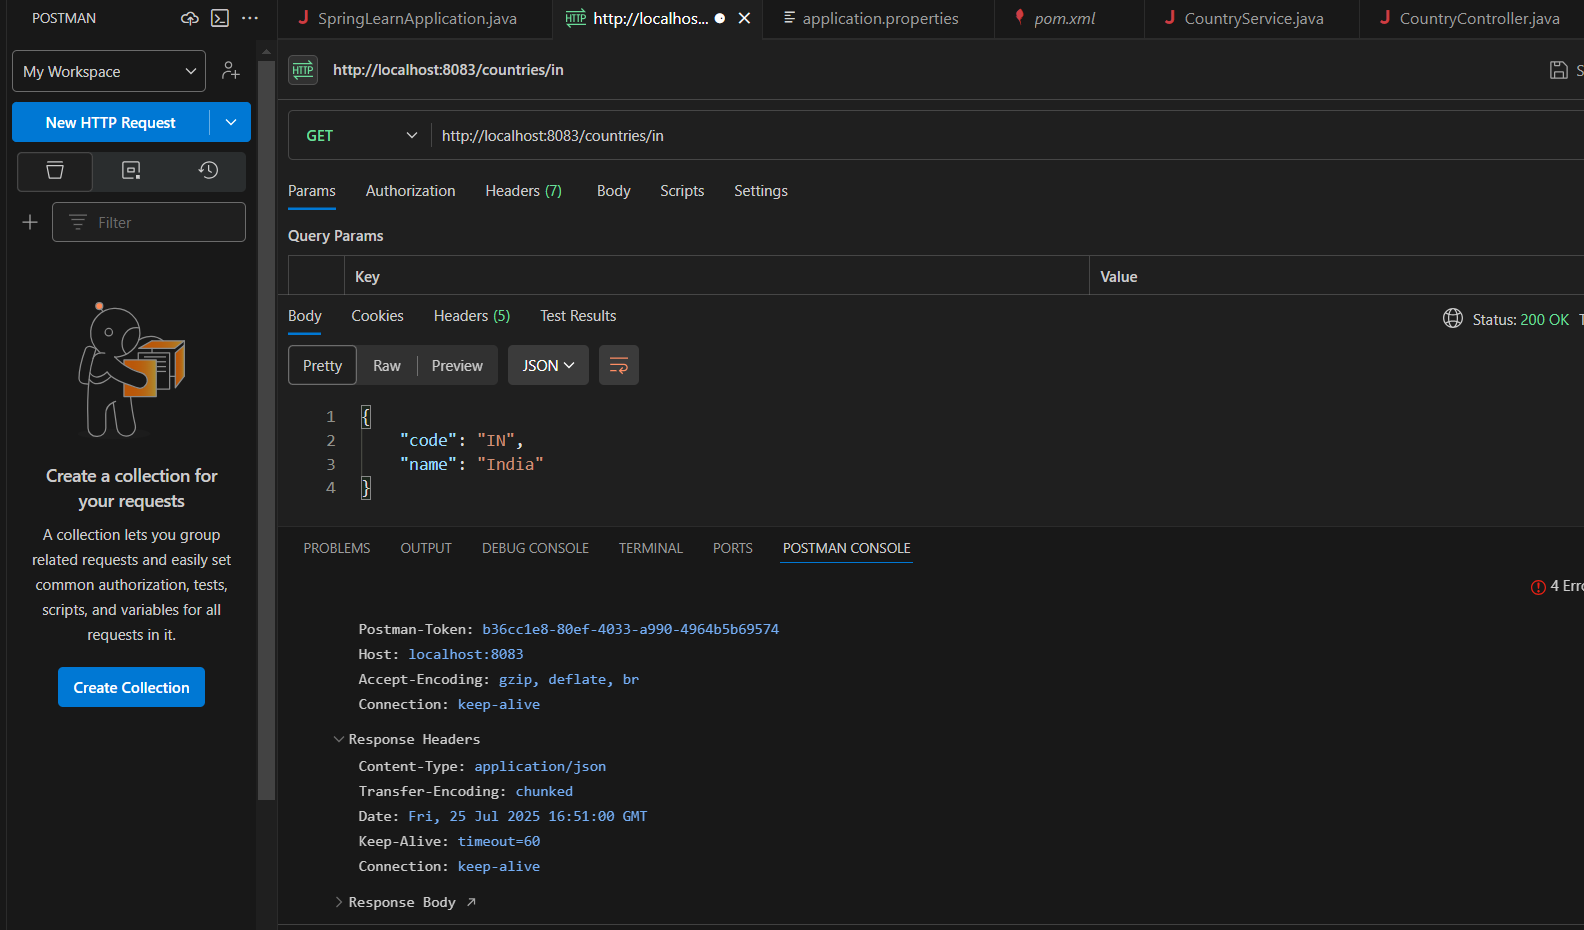 POSTMAN
My Workspace
New HTTP Request
Filter
Create a collection for
your requests
A collection lets you group
related requests and easily set
common authorization, tests,
scripts, and variables for all
requests in it.
Create Collection
J SpringLearnApplication.java
HTTP http://localhos...
application.properties
pom.xml
J CountryService.java
J CountryController.java
HTTP http://localhost:8083/countries/in
S
GET http://localhost:8083/countries/in
Params Authorization Headers (7) Body Scripts Settings
Query Params
Key Value
Body Cookies Headers (5) Test Results
Status: 200 OK T
Pretty Raw Preview JSON
1 {
2 "code": "IN",
3 "name": "India"
4 }
PROBLEMS OUTPUT DEBUG CONSOLE TERMINAL PORTS POSTMAN CONSOLE
4 Erro
Postman-Token: b36cc1e8-80ef-4033-a990-4964b5b69574
Host: localhost:8083
Accept-Encoding: gzip, deflate, br
Connection: keep-alive
Response Headers
Content-Type: application/json
Transfer-Encoding: chunked
Date: Fri, 25 Jul 2025 16:51:00 GMT
Keep-Alive: timeout=60
Connection: keep-alive
Response Body